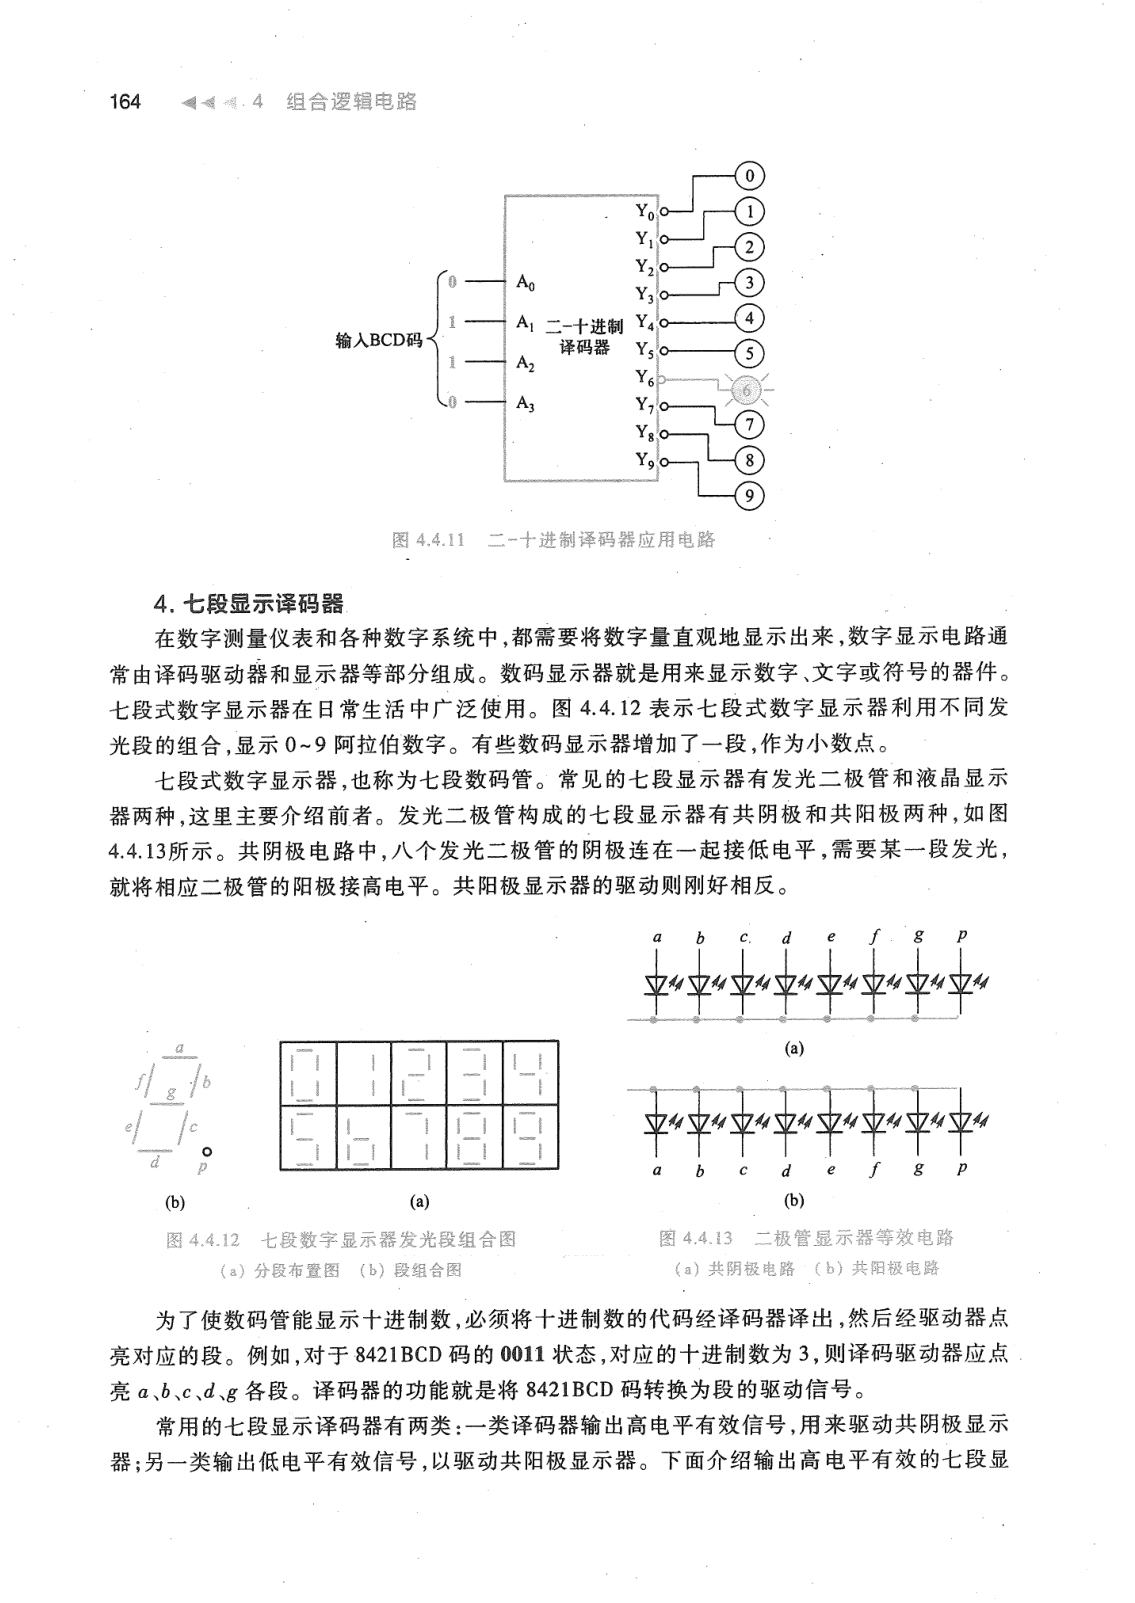 164 4 组合逻辑电路
输入BCD码
0 A0
1 A1
1 A2
0 A3
二-十进制
译码器
Y0 0
Y1 1
Y2 2
Y3 3
Y4 4
Y5 5
Y6 6
Y7 7
Y8 8
Y9 9
图 4.4.11 二-十进制译码器应用电路
4. 七段显示译码器
在数字测量仪表和各种数字系统中,都需要将数字量直观地显示出来,数字显示电路通
常由译码驱动器和显示器等部分组成。数码显示器就是用来显示数字、文字或符号的器件。
七段式数字显示器在日常生活中广泛使用。图 4.4.12 表示七段式数字显示器利用不同发
光段的组合,显示 0~9 阿拉伯数字。有些数码显示器增加了一段,作为小数点。
七段式数字显示器,也称为七段数码管。常见的七段显示器有发光二极管和液晶显示
器两种,这里主要介绍前者。发光二极管构成的七段显示器有共阴极和共阳极两种,如图
4.4.13所示。共阴极电路中,八个发光二极管的阴极连在一起接低电平,需要某一段发光,
就将相应二极管的阳极接高电平。共阳极显示器的驱动则刚好相反。
a
f b
g
e c
d p
(b)
0 1 2 3 4
5 6 7 8 9
(a)
图 4.4.12 七段数字显示器发光段组合图
(a) 分段布置图 (b) 段组合图
a b c d e f g p
(a)
a b c d e f g p
(b)
图 4.4.13 二极管显示器等效电路
(a) 共阴极电路 (b) 共阳极电路
为了使数码管能显示十进制数,必须将十进制数的代码经译码器译出,然后经驱动器点
亮对应的段。例如,对于 8421BCD 码的 0011 状态,对应的十进制数为 3,则译码驱动器应点
亮 a、b、c、d、g 各段。译码器的功能就是将 8421BCD 码转换为段的驱动信号。
常用的七段显示译码器有两类:一类译码器输出高电平有效信号,用来驱动共阴极显示
器;另一类输出低电平有效信号,以驱动共阳极显示器。下面介绍输出高电平有效的七段显